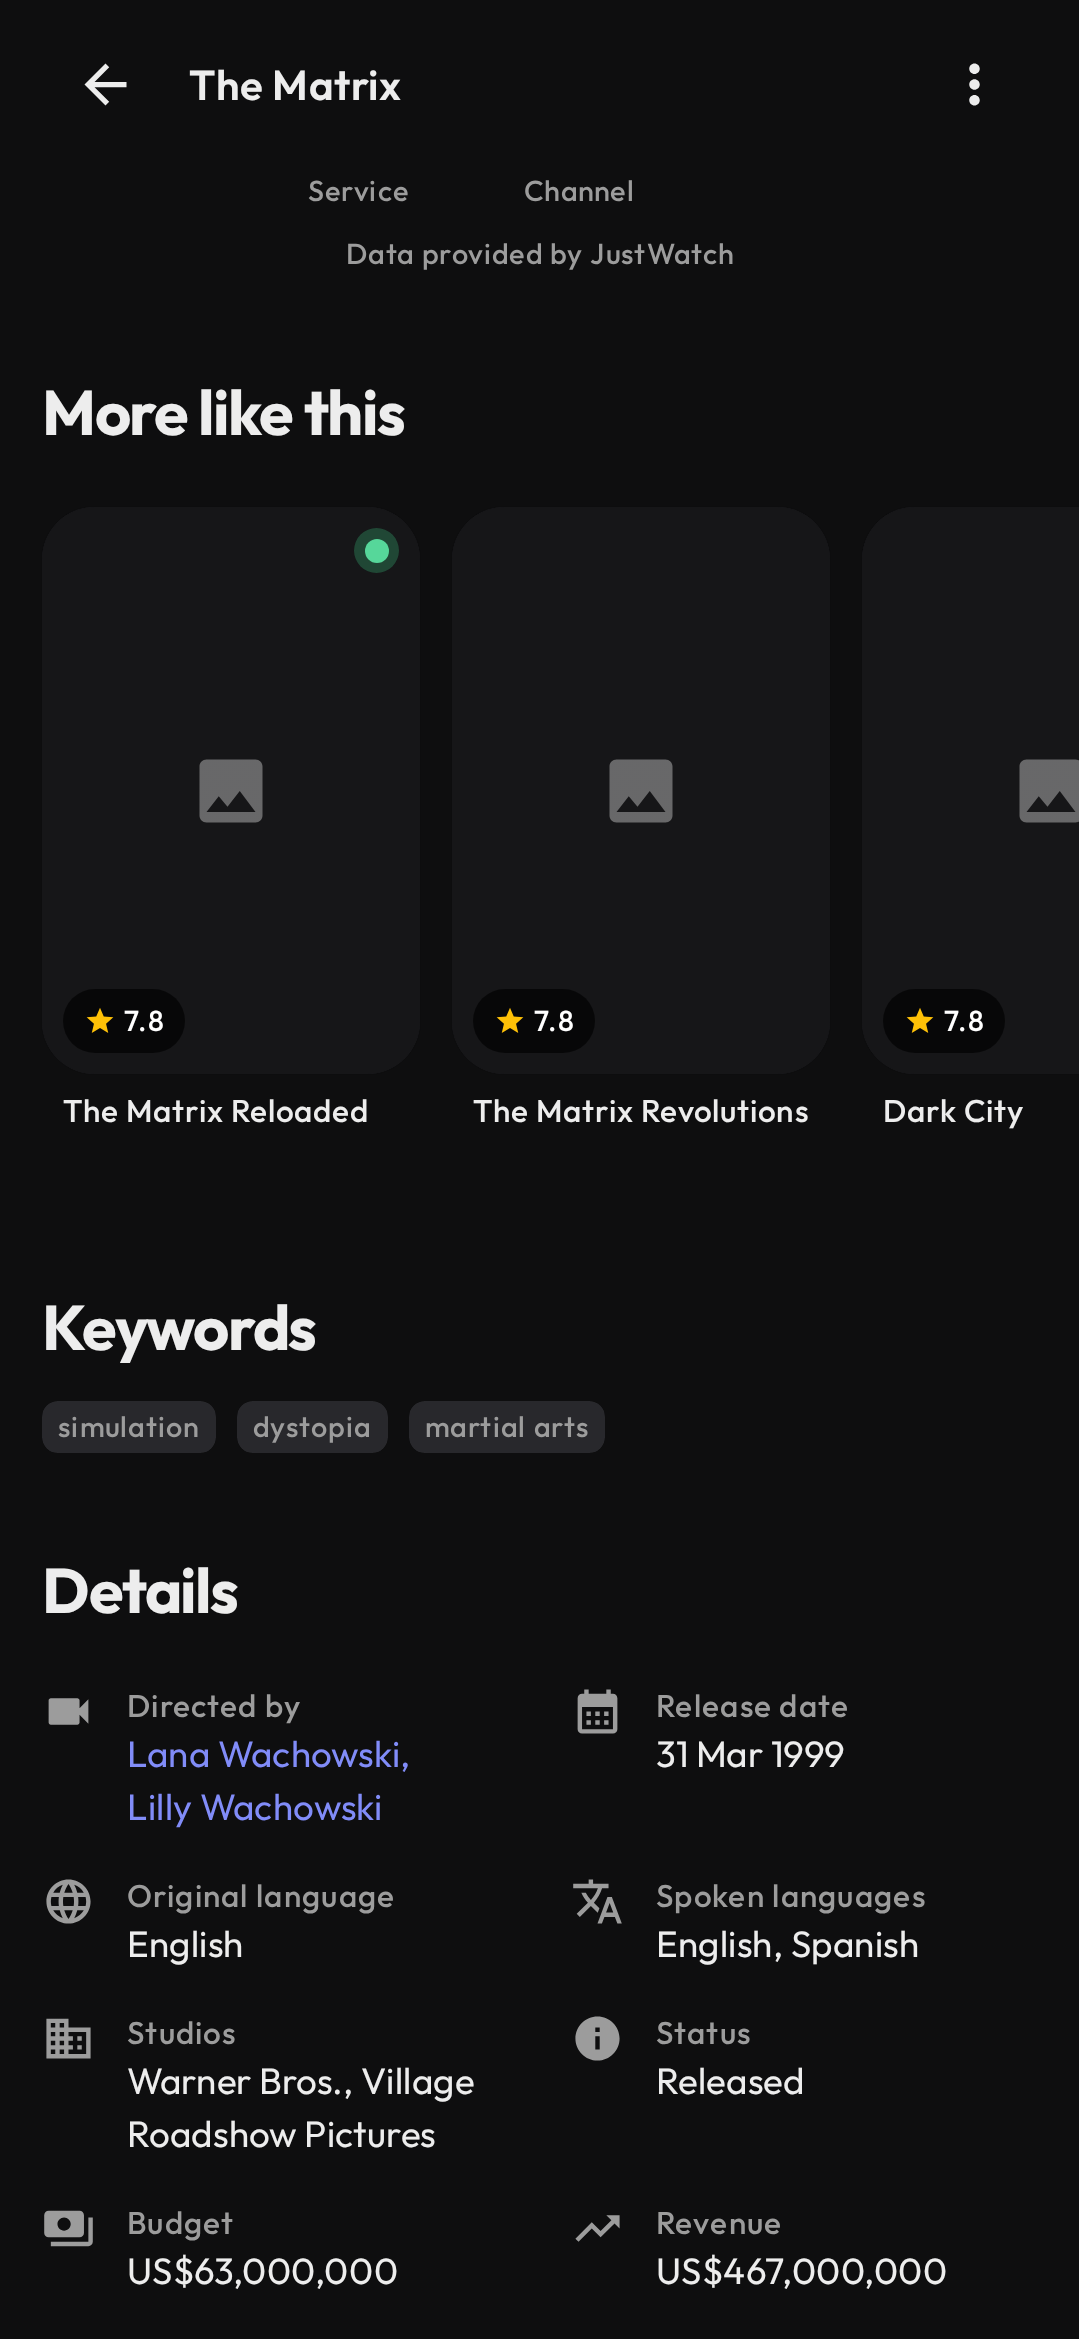 The Matrix
Service Channel
Data provided by JustWatch
More like this
7.8 7.8 7.8
The Matrix Reloaded The Matrix Revolutions Dark City
Keywords
simulation dystopia martial arts
Details
Directed by
Lana Wachowski,
Lilly Wachowski
Release date
31 Mar 1999
Original language
English
Spoken languages
English, Spanish
Studios
Warner Bros., Village
Roadshow Pictures
Status
Released
Budget
US$63,000,000
Revenue
US$467,000,000